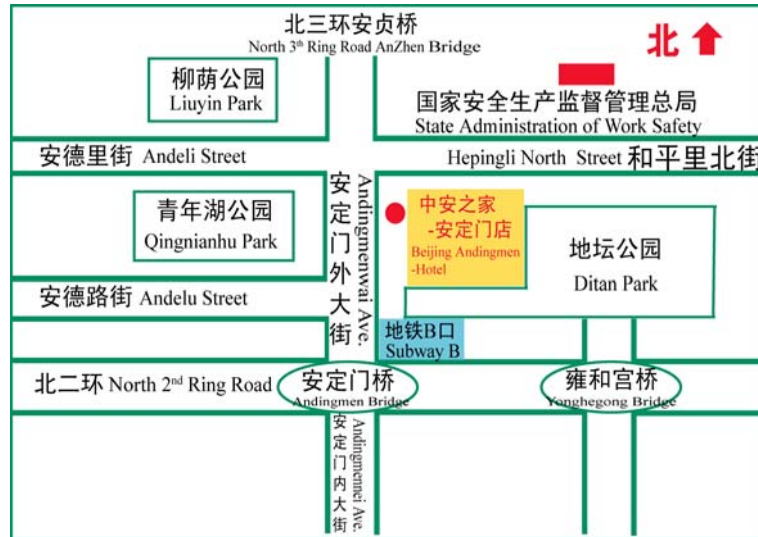 北三环安贞桥
North 3th Ring Road AnZhen Bridge
北
柳荫公园
Liuyin Park
国家安全生产监督管理总局
State Administration of Work Safety
安德里街 Andeli Street
Hepingli North Street 和平里北街
青年湖公园
Qingnianhu Park
安定门外大街
Andingmenwai Ave.
中安之家
-安定门店
Beijing Andingmen
-Hotel
地坛公园
Ditan Park
安德路街 Andelu Street
地铁B口
Subway B
北二环 North 2nd Ring Road
安定门桥
Andingmen Bridge
雍和宫桥
Yonghegong Bridge
安定门内大街
Andingmennei Ave.